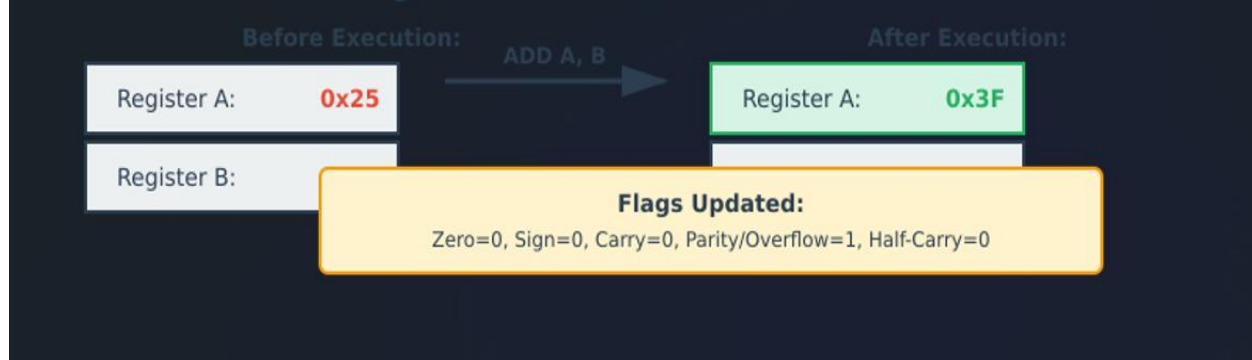 Before Execution:
ADD A, B
After Execution:
Register A: 0x25
Register A: 0x3F
Register B:
Flags Updated:
Zero=0, Sign=0, Carry=0, Parity/Overflow=1, Half-Carry=0